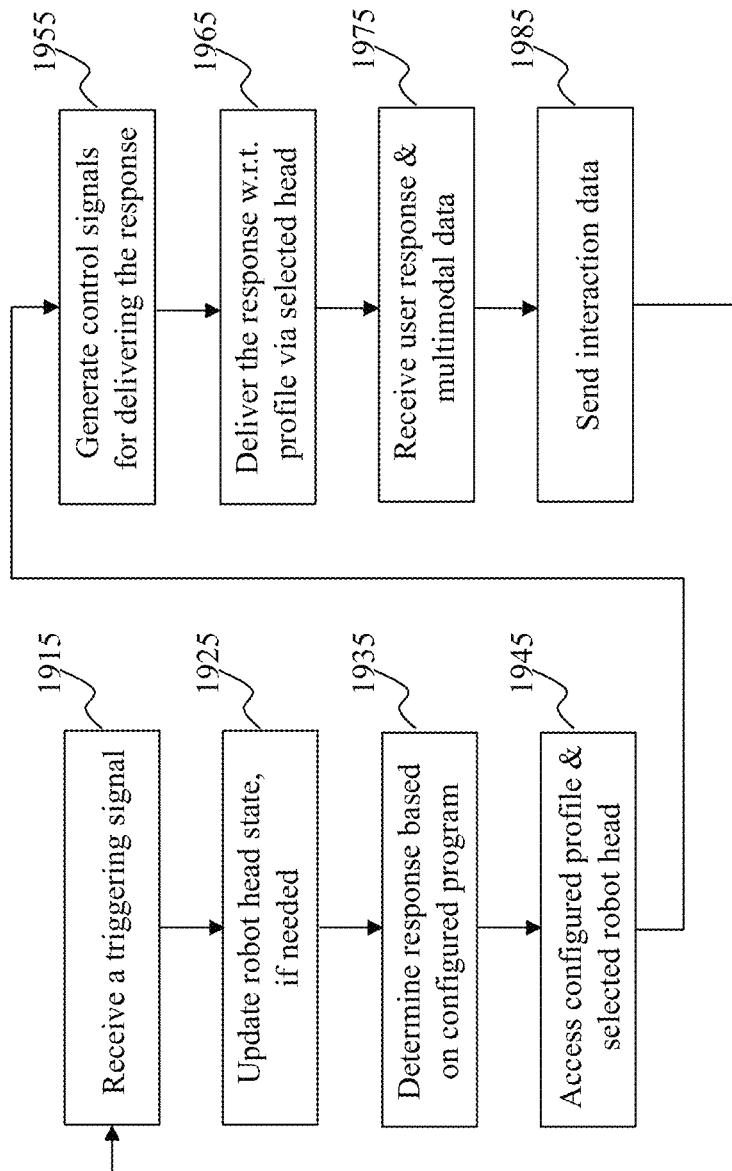 1915
Receive a triggering signal
1925
Update robot head state,
if needed
1935
Determine response based
on configured program
1945
Access configured profile &
selected robot head
1955
Generate control signals
for delivering the response
1965
Deliver the response w.r.t.
profile via selected head
1975
Receive user response &
multimodal data
1985
Send interaction data